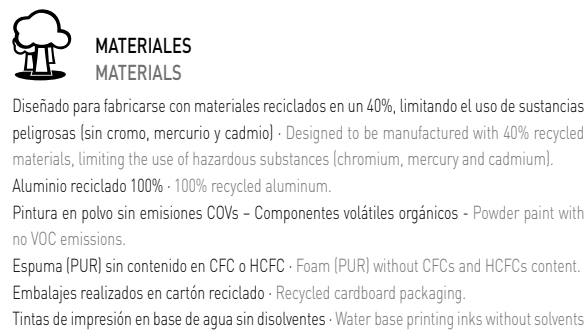 MATERIALES
MATERIALS
Diseñado para fabricarse con materiales reciclados en un 40%, limitando el uso de sustancias
peligrosas (sin cromo, mercurio y cadmio) · Designed to be manufactured with 40% recycled
materials, limiting the use of hazardous substances (chromium, mercury and cadmium).
Aluminio reciclado 100% · 100% recycled aluminum.
Pintura en polvo sin emisiones COVs – Componentes volátiles orgánicos - Powder paint with
no VOC emissions.
Espuma (PUR) sin contenido en CFC o HCFC · Foam (PUR) without CFCs and HCFCs content.
Embalajes realizados en cartón reciclado · Recycled cardboard packaging.
Tintas de impresión en base de agua sin disolventes · Water base printing inks without solvents